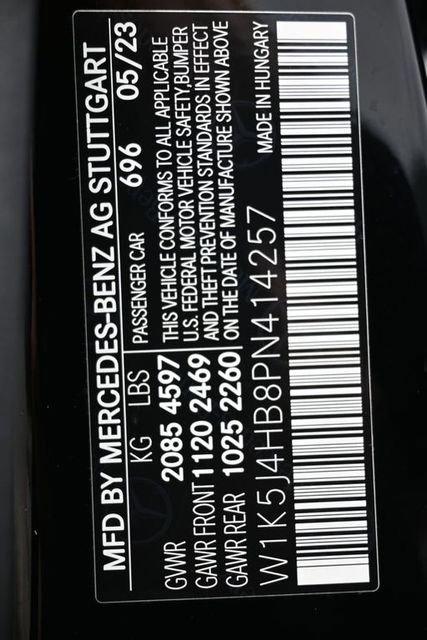 MFD BY MERCEDES-BENZ AG STUTTGART
KG LBS PASSENGER CAR 696 05/23
GVWR 2085 4597 THIS VEHICLE CONFORMS TO ALL APPLICABLE
U.S. FEDERAL MOTOR VEHICLE SAFETY,BUMPER
GAWR FRONT 1120 2469 AND THEFT PREVENTION STANDARDS IN EFFECT
GAWR REAR 1025 2260 ON THE DATE OF MANUFACTURE SHOWN ABOVE
W1K5J4HB8PN414257 MADE IN HUNGARY